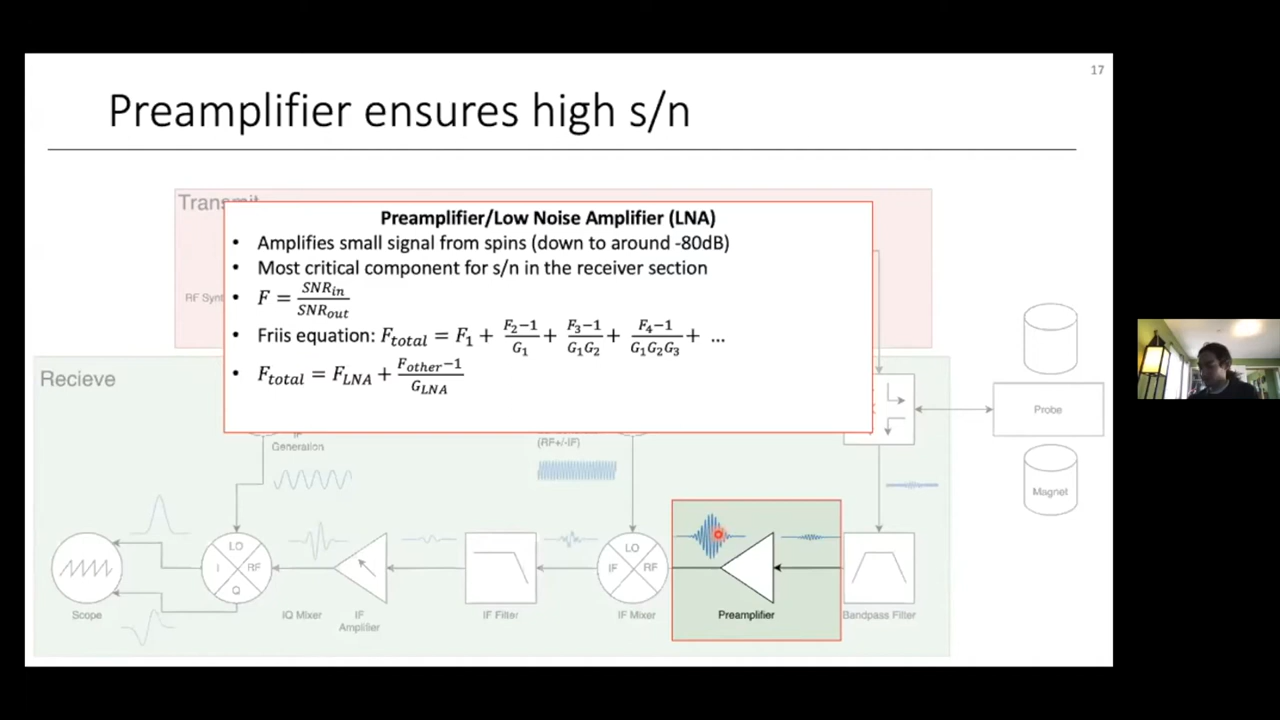 17
Preamplifier ensures high s/n
Transmit
Preamplifier/Low Noise Amplifier (LNA)
• Amplifies small signal from spins (down to around -80dB)
• Most critical component for s/n in the receiver section
• F = SNR_in / SNR_out
• Friis equation: F_total = F_1 + (F_2−1)/G_1 + (F_3−1)/(G_1G_2) + (F_4−1)/(G_1G_2G_3) + ...
• F_total = F_LNA + (F_other−1)/G_LNA
RF
Recieve
IF
Generation
(RF+/-IF)
Probe
Magnet
LO
I
RF
Q
LO
IF
RF
Scope
IQ Mixer
IF
Amplifier
IF Filter
IF Mixer
Preamplifier
Bandpass Filter